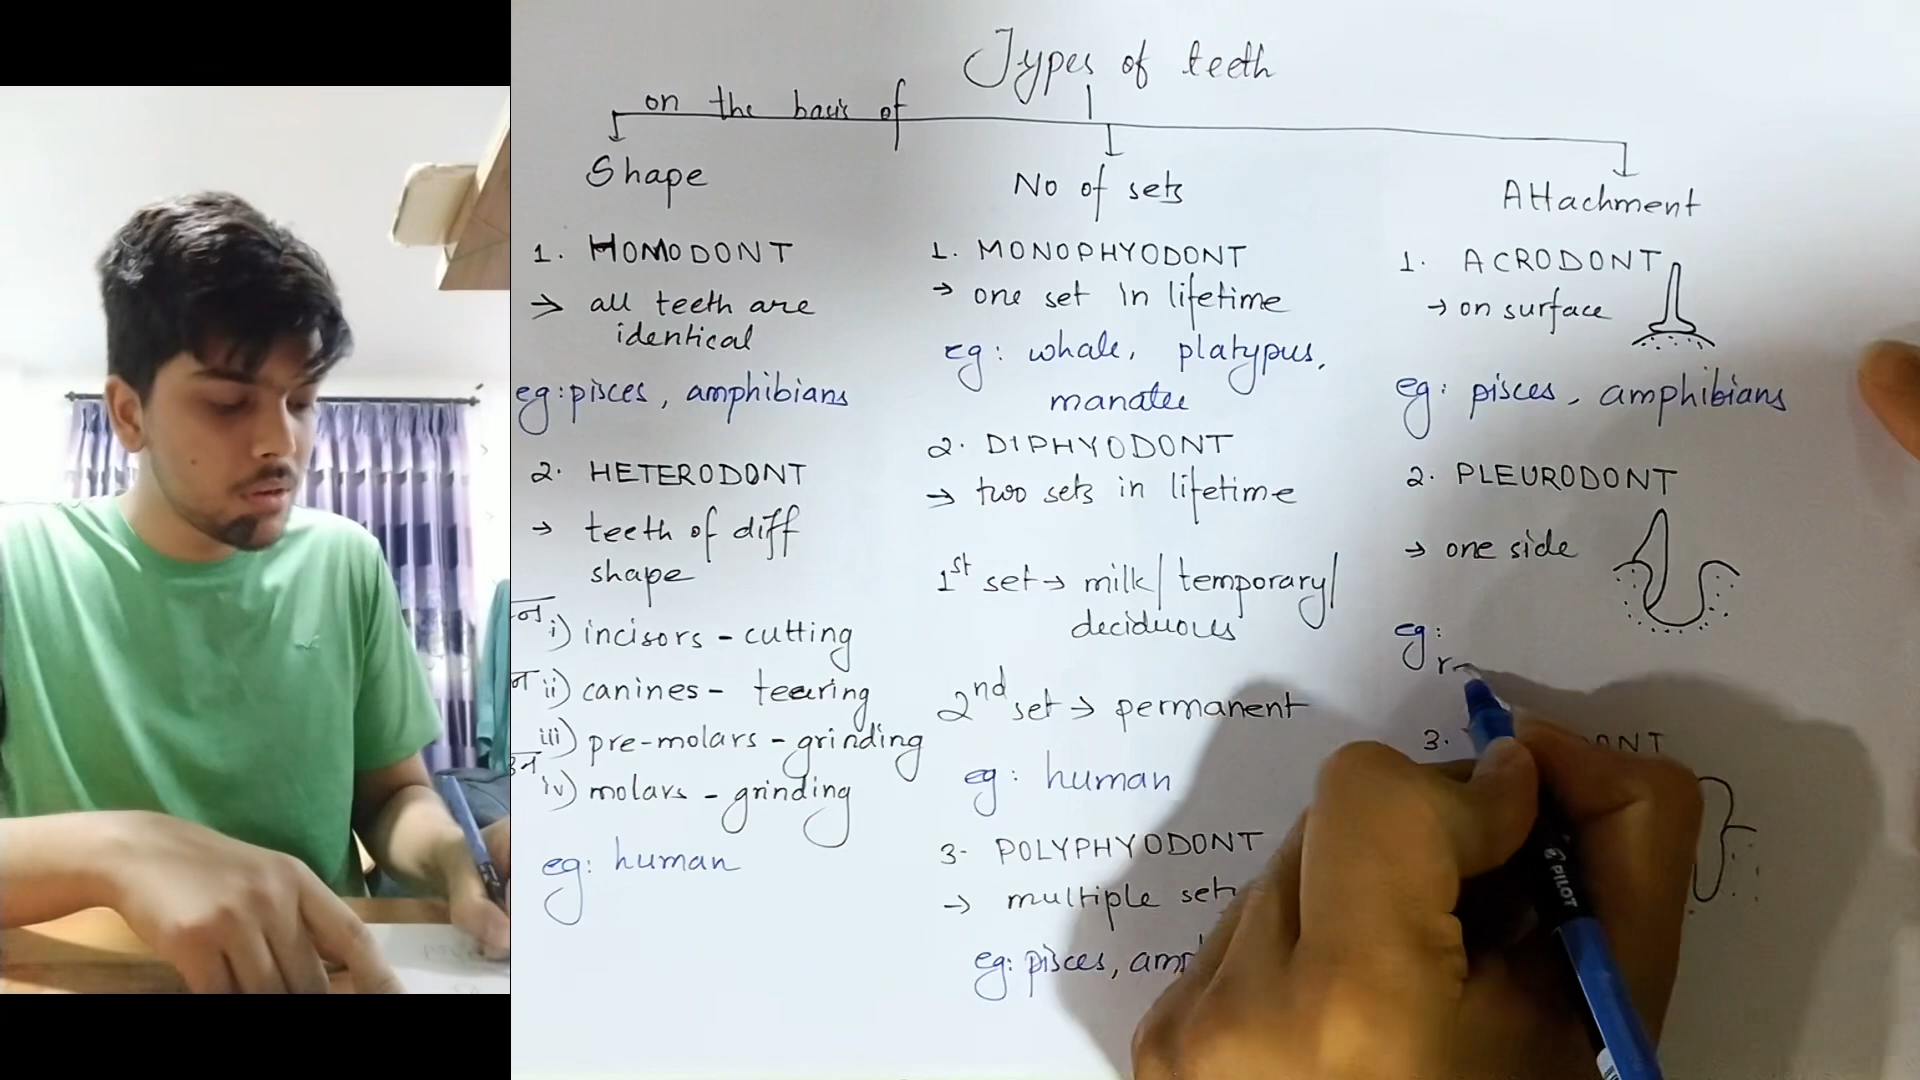 Types of teeth
on the basis of
Shape
1. HOMODONT
→ all teeth are
identical
eg: pisces, amphibians
2. HETERODONT
→ teeth of diff
shape
i) incisors - cutting
ii) canines - tearing
iii) pre-molars - grinding
iv) molars - grinding
eg: human
No of sets
1. MONOPHYODONT
→ one set in lifetime
eg: whale, platypus,
manatee
2. DIPHYODONT
→ two sets in lifetime
1st set → milk/temporary/
deciduous
2nd set → permanent
eg: human
3- POLYPHYODONT
→ multiple sets
eg: pisces,
Attachment
1. ACRODONT
→ on surface
eg: pisces, amphibians
2. PLEURODONT
→ one side
eg:
3.
PILOT